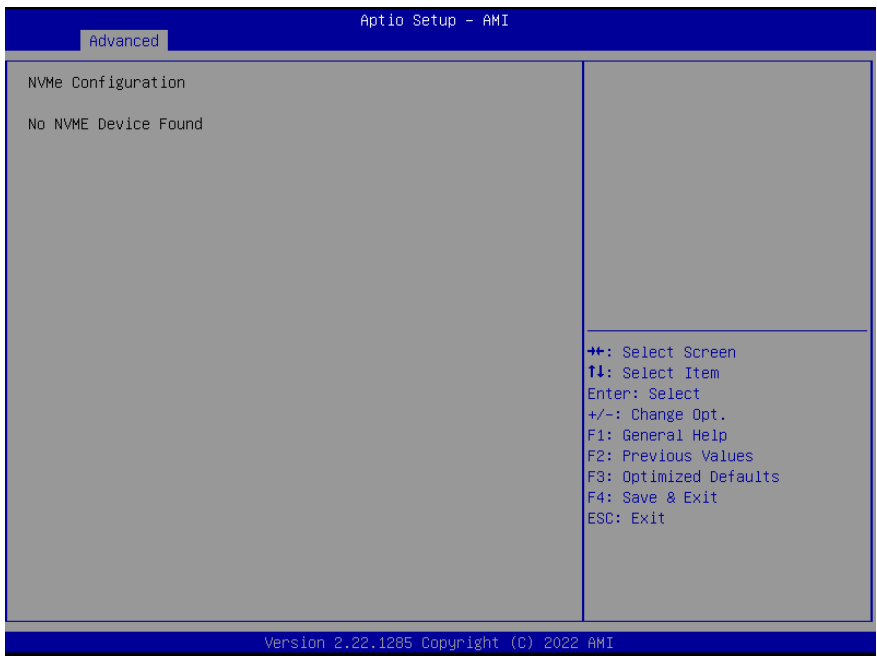 Aptio Setup – AMI
Advanced
NVMe Configuration
No NVME Device Found
→←: Select Screen
↑↓: Select Item
Enter: Select
+/-: Change Opt.
F1: General Help
F2: Previous Values
F3: Optimized Defaults
F4: Save & Exit
ESC: Exit
Version 2.22.1285 Copyright (C) 2022 AMI